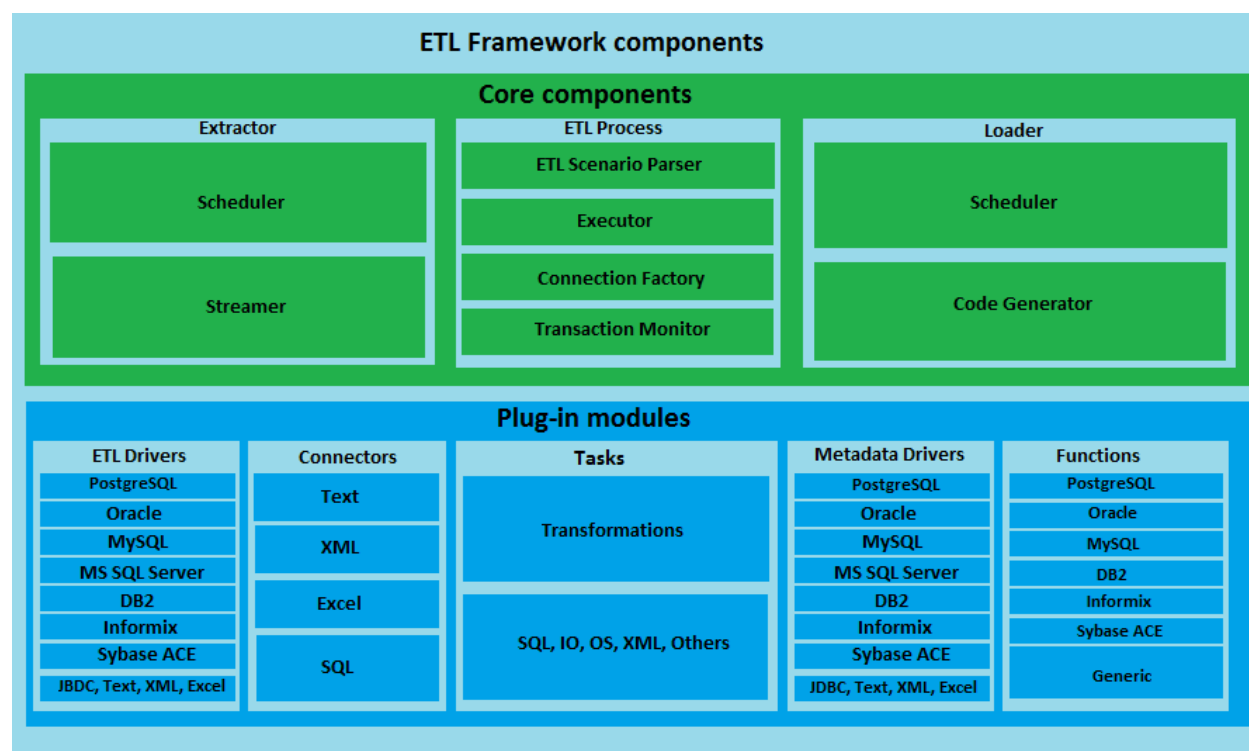 ETL Framework components
Core components
Extractor
Scheduler
Streamer
ETL Process
ETL Scenario Parser
Executor
Connection Factory
Transaction Monitor
Loader
Scheduler
Code Generator
Plug-in modules
ETL Drivers
PostgreSQL
Oracle
MySQL
MS SQL Server
DB2
Informix
Sybase ACE
JBDC, Text, XML, Excel
Connectors
Text
XML
Excel
SQL
Tasks
Transformations
SQL, IO, OS, XML, Others
Metadata Drivers
PostgreSQL
Oracle
MySQL
MS SQL Server
DB2
Informix
Sybase ACE
JDBC, Text, XML, Excel
Functions
PostgreSQL
Oracle
MySQL
DB2
Informix
Sybase ACE
Generic